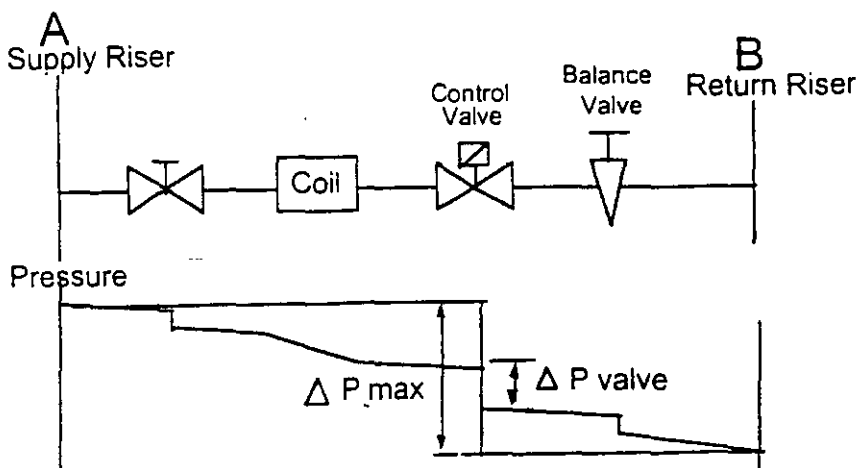 A
Supply Riser
B
Return Riser
Control
Valve
Balance
Valve
Coil
Pressure
Δ P max
Δ P valve